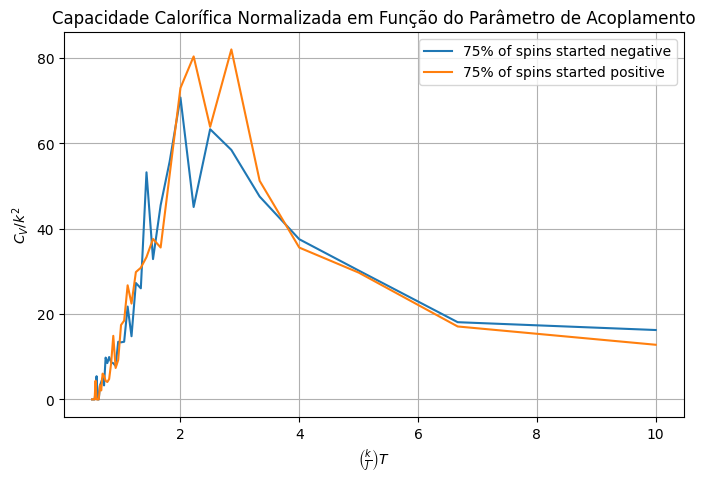 Capacidade Calorífica Normalizada em Função do Parâmetro de Acoplamento
75% of spins started negative
75% of spins started positive
80
60
40
20
0
C_V/k^2
2 4 6 8 10
(k/J)T